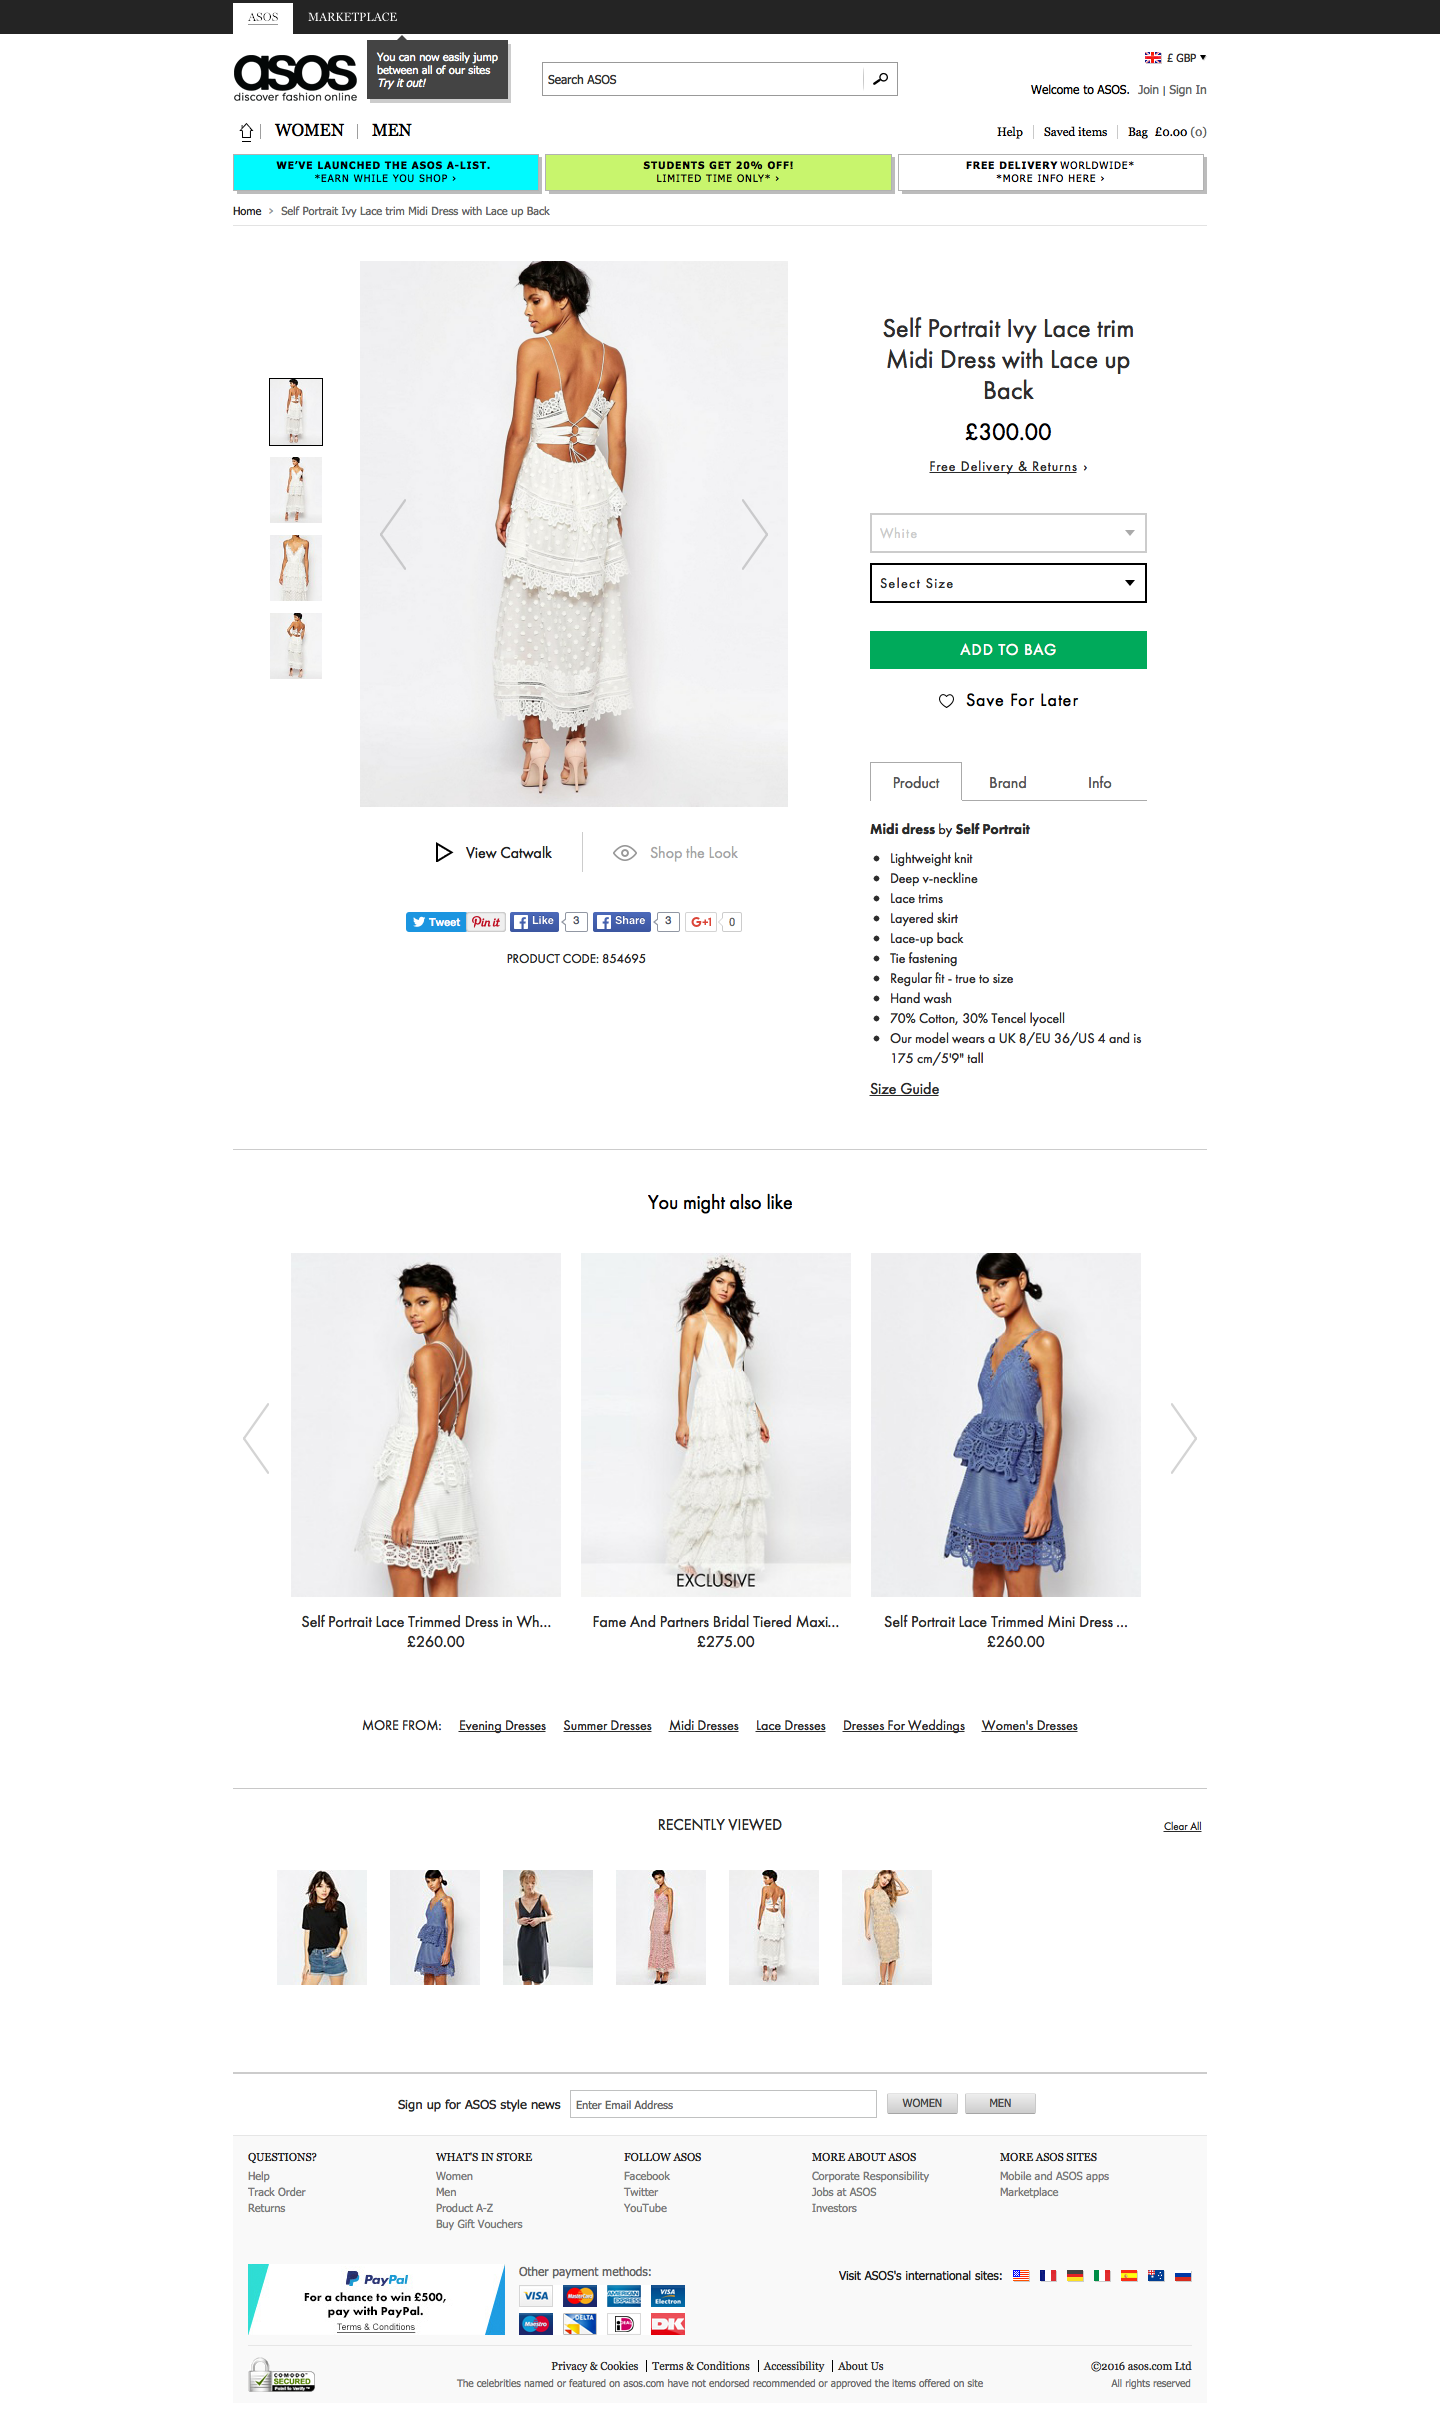 ASOS
MARKETPLACE
asos
discover fashion online
You can now easily jump
between all of our sites
Try it out!
Search ASOS
£ GBP
Welcome to ASOS. Join | Sign In
WOMEN
MEN
Help
Saved items
Bag £0.00 (0)
WE'VE LAUNCHED THE ASOS A-LIST.
*EARN WHILE YOU SHOP ›
STUDENTS GET 20% OFF!
LIMITED TIME ONLY* ›
FREE DELIVERY WORLDWIDE*
*MORE INFO HERE ›
Home > Self Portrait Ivy Lace trim Midi Dress with Lace up Back
Self Portrait Ivy Lace trim
Midi Dress with Lace up
Back
£300.00
Free Delivery & Returns ›
White
Select Size
ADD TO BAG
Save For Later
Product
Brand
Info
Midi dress by Self Portrait
Lightweight knit
Deep v-neckline
Lace trims
Layered skirt
Lace-up back
Tie fastening
Regular fit - true to size
Hand wash
70% Cotton, 30% Tencel lyocell
Our model wears a UK 8/EU 36/US 4 and is
175 cm/5'9" tall
Size Guide
View Catwalk
Shop the Look
Tweet
Pin it
Like 3
Share 3
G+1 0
PRODUCT CODE: 854695
You might also like
EXCLUSIVE
Self Portrait Lace Trimmed Dress in Wh...
£260.00
Fame And Partners Bridal Tiered Maxi...
£275.00
Self Portrait Lace Trimmed Mini Dress ...
£260.00
MORE FROM: Evening Dresses Summer Dresses Midi Dresses Lace Dresses Dresses For Weddings Women's Dresses
RECENTLY VIEWED
Clear All
Sign up for ASOS style news
Enter Email Address
WOMEN
MEN
QUESTIONS?
Help
Track Order
Returns
WHAT'S IN STORE
Women
Men
Product A-Z
Buy Gift Vouchers
FOLLOW ASOS
Facebook
Twitter
YouTube
MORE ABOUT ASOS
Corporate Responsibility
Jobs at ASOS
Investors
MORE ASOS SITES
Mobile and ASOS apps
Marketplace
PayPal
For a chance to win £500,
pay with PayPal.
Terms & Conditions
Other payment methods:
VISA
MasterCard
AMERICAN EXPRESS
VISA Electron
Maestro
DELTA
iDEAL
DK
Visit ASOS's international sites:
COMODO
SECURED
Point to Verify
Privacy & Cookies | Terms & Conditions | Accessibility | About Us
The celebrities named or featured on asos.com have not endorsed recommended or approved the items offered on site
©2016 asos.com Ltd
All rights reserved